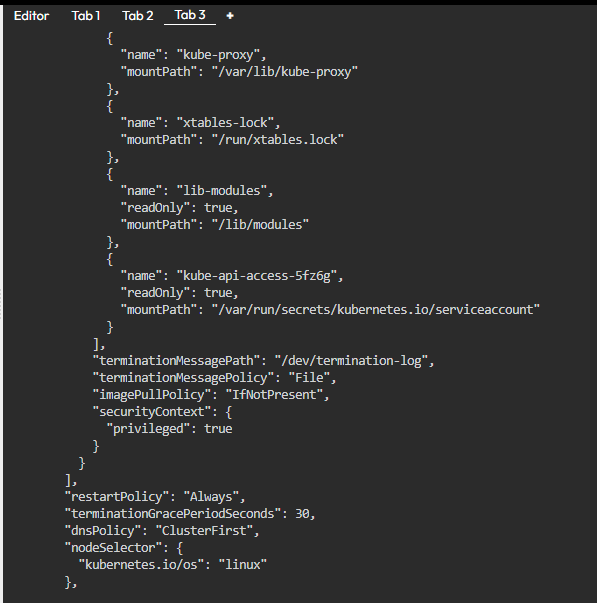 Editor Tab 1 Tab 2 Tab 3 +
{
"name": "kube-proxy",
"mountPath": "/var/lib/kube-proxy"
},
{
"name": "xtables-lock",
"mountPath": "/run/xtables.lock"
},
{
"name": "lib-modules",
"readOnly": true,
"mountPath": "/lib/modules"
},
{
"name": "kube-api-access-5fz6g",
"readOnly": true,
"mountPath": "/var/run/secrets/kubernetes.io/serviceaccount"
}
],
"terminationMessagePath": "/dev/termination-log",
"terminationMessagePolicy": "File",
"imagePullPolicy": "IfNotPresent",
"securityContext": {
"privileged": true
}
}
],
"restartPolicy": "Always",
"terminationGracePeriodSeconds": 30,
"dnsPolicy": "ClusterFirst",
"nodeSelector": {
"kubernetes.io/os": "linux"
},